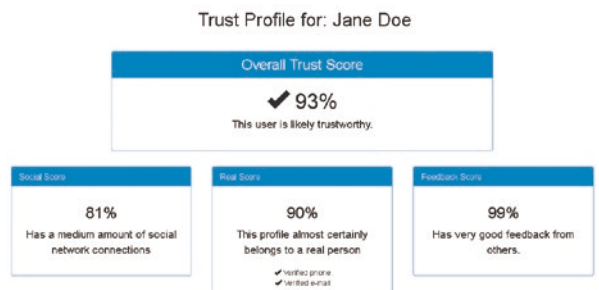 Trust Profile for: Jane Doe
Overall Trust Score
✔ 93%
This user is likely trustworthy.
Social Score
81%
Has a medium amount of social
network connections
Real Score
90%
This profile almost certainly
belongs to a real person
✔ Verified phone
✔ Verified e-mail
Feedback Score
99%
Has very good feedback from
others.